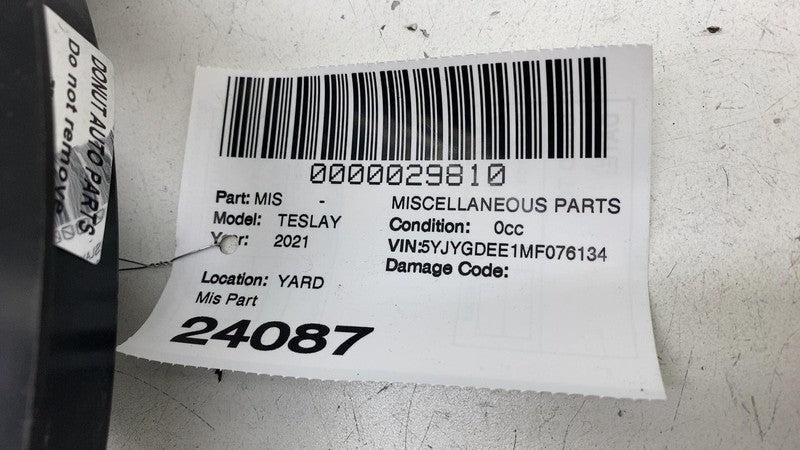 DONUT AUTO PARTS
Do not remove
0000029810
Part: MIS - MISCELLANEOUS PARTS
Model: TESLAY Condition: 0cc
Year: 2021 VIN:5YJYGDEE1MF076134
Damage Code:
Location: YARD
Mis Part
24087